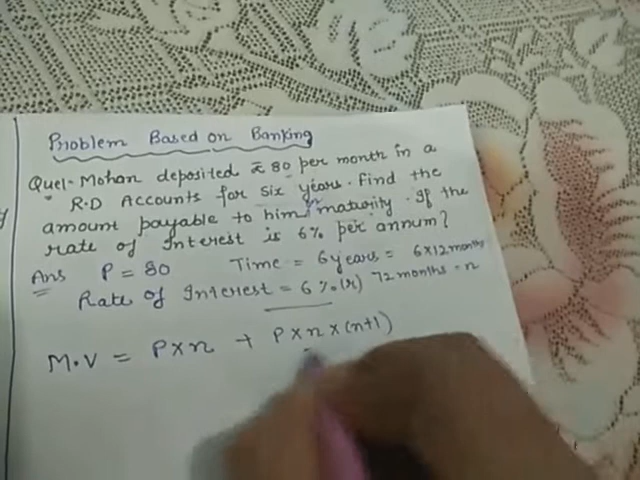 Problem Based on Banking
Que1- Mohan deposited ₹ 80 per month in a
R.D Accounts for six years. Find the
amount payable to him in maturity. If the
rate of Interest is 6% per annum?
Ans P = 80 Time = 6 years = 6×12 months
Rate of Interest = 6% (r) 72 months = n
M.V = P×n + P×n×(n+1)